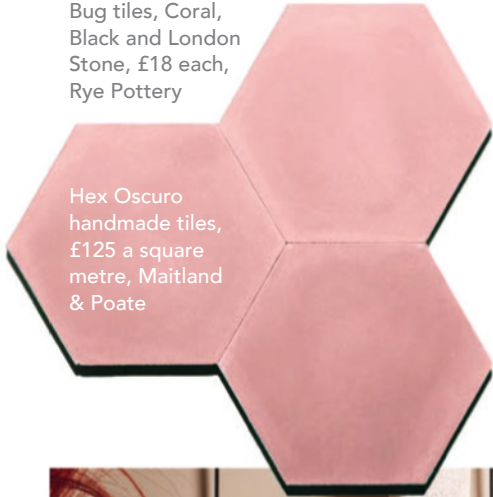 Bug tiles, Coral,
Black and London
Stone, £18 each,
Rye Pottery
Hex Oscuro
handmade tiles,
£125 a square
metre, Maitland
& Poate